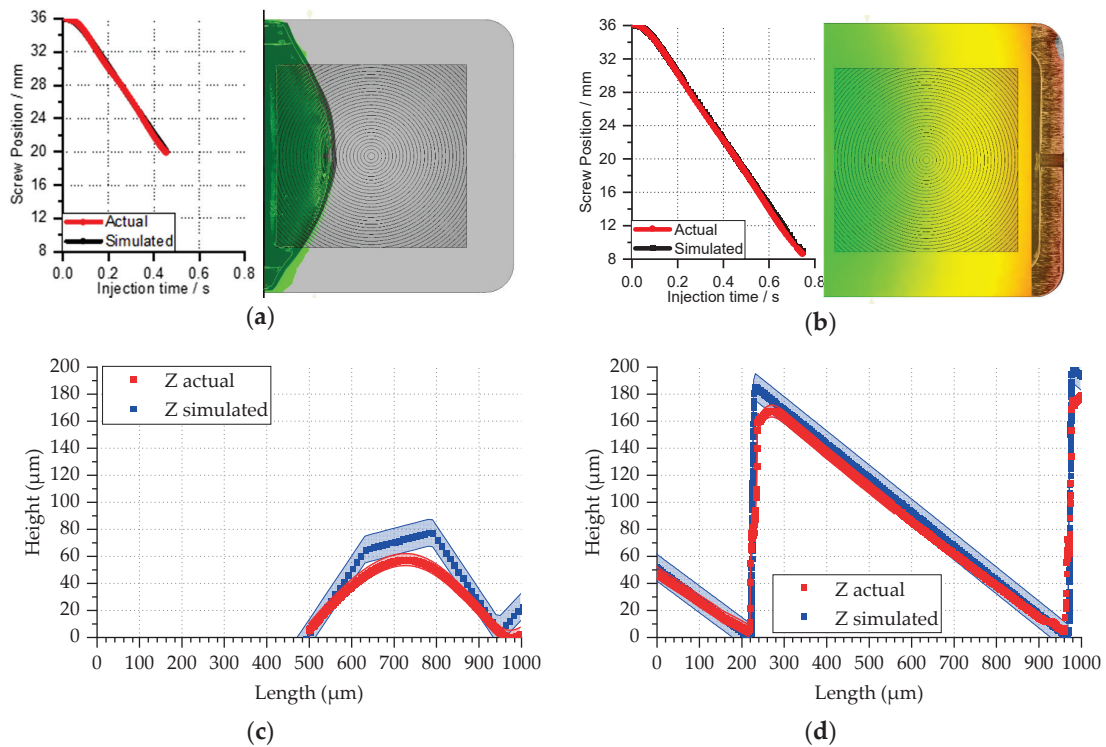 36
32
28
24
20
16
12
8
Screw Position / mm
Actual
Simulated
0.0 0.2 0.4 0.6 0.8
Injection time / s
(a)
36
32
28
24
20
16
12
8
Screw Position / mm
Actual
Simulated
0.0 0.2 0.4 0.6 0.8
Injection time / s
(b)
200
180
160
140
120
100
80
60
40
20
0
Height (μm)
Z actual
Z simulated
0 100 200 300 400 500 600 700 800 900 1000
Length (μm)
(c)
200
180
160
140
120
100
80
60
40
20
0
Height (μm)
Z actual
Z simulated
0 100 200 300 400 500 600 700 800 900 1000
Length (μm)
(d)